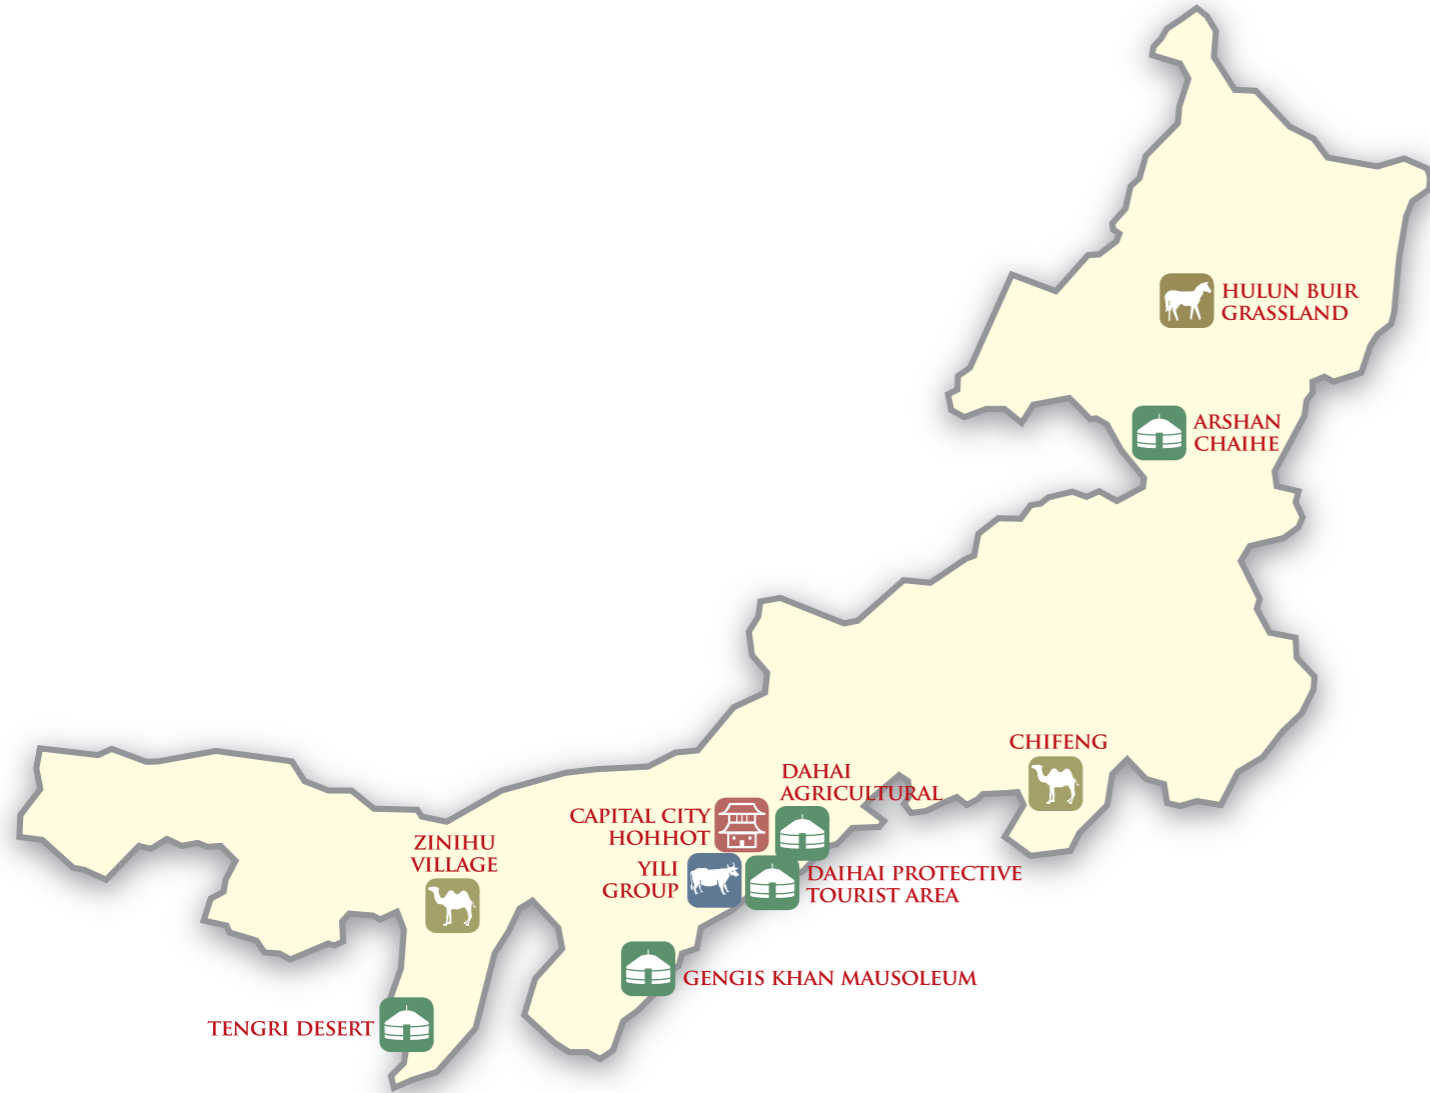 HULUN BUIR
GRASSLAND
ARSHAN
CHAIHE
CHIFENG
DAHAI
AGRICULTURAL
CAPITAL CITY
HOHHOT
ZINIHU
VILLAGE
YILI
GROUP
DAIHAI PROTECTIVE
TOURIST AREA
GENGIS KHAN MAUSOLEUM
TENGRI DESERT